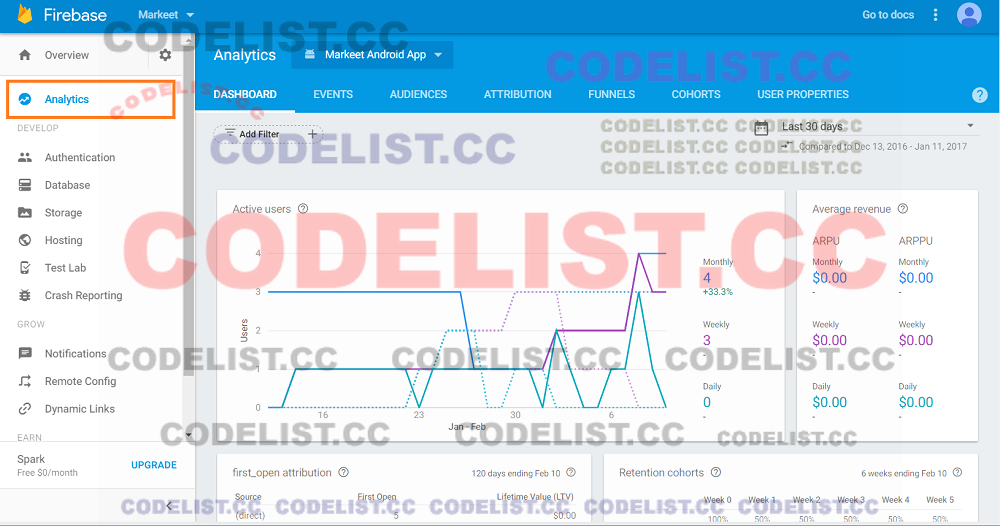 Firebase
Markeet
Go to docs
CODELIST.CC
Overview
Analytics
Markeet Android App
CODELIST.CC
Analytics
CODELIST.CC
DASHBOARD
EVENTS
AUDIENCES
ATTRIBUTION
FUNNELS
COHORTS
USER PROPERTIES
DEVELOP
Add Filter
CODELIST.CC
CODELIST.CC CODELIST.CC
CODELIST.CC CODELIST.CC
CODELIST.CC CODELIST.CC
Last 30 days
Compared to Dec 13, 2016 - Jan 11, 2017
Authentication
Database
Storage
Hosting
Test Lab
Crash Reporting
GROW
Notifications
Remote Config
Dynamic Links
EARN
Spark
Free $0/month
UPGRADE
Active users
CODELIST.CC
4
3
2
1
0
Users
16
23
30
6
Jan - Feb
Monthly
4
+33.3%
Weekly
3
-
Daily
0
-
Average revenue
ARPU
ARPPU
Monthly
Monthly
$0.00
$0.00
-
-
Weekly
Weekly
$0.00
$0.00
-
-
Daily
Daily
$0.00
$0.00
-
-
CODELIST.CC
CODELIST.CC
CODELIST.CC
CODELIST.CC
CODELIST.CC
CODELIST.CC
first_open attribution
120 days ending Feb 10
Source
First Open
Lifetime Value (LTV)
(direct)
5
$0.00
Retention cohorts
6 weeks ending Feb 10
Week 0
Week 1
Week 2
Week 3
Week 4
Week 5
100%
50%
50%
50%
50%
50%
CODELIST.CC
CODELIST.CC
CODELIST.CC
CODELIST.CC
CODELIST.CC